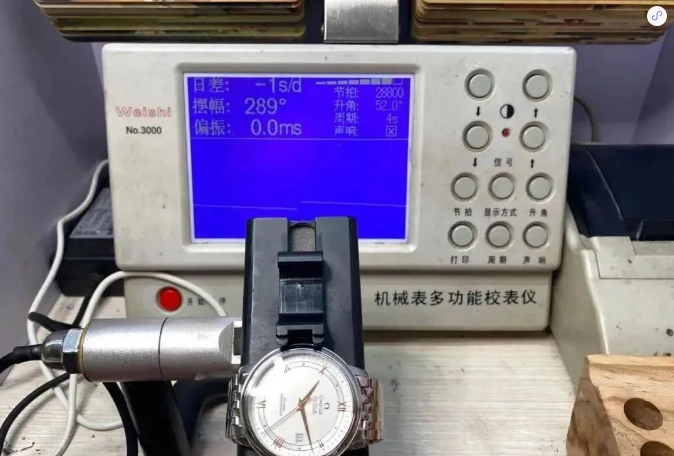 Weishi
No.3000
日差: -1s/d
摆幅: 289°
偏振: 0.0ms
节拍: 28800
升角: 52.0°
周期: 4s
声响:
信号
节拍 显示方式 升角
打印 周期 声响
机械表多功能校表仪
OMEGA